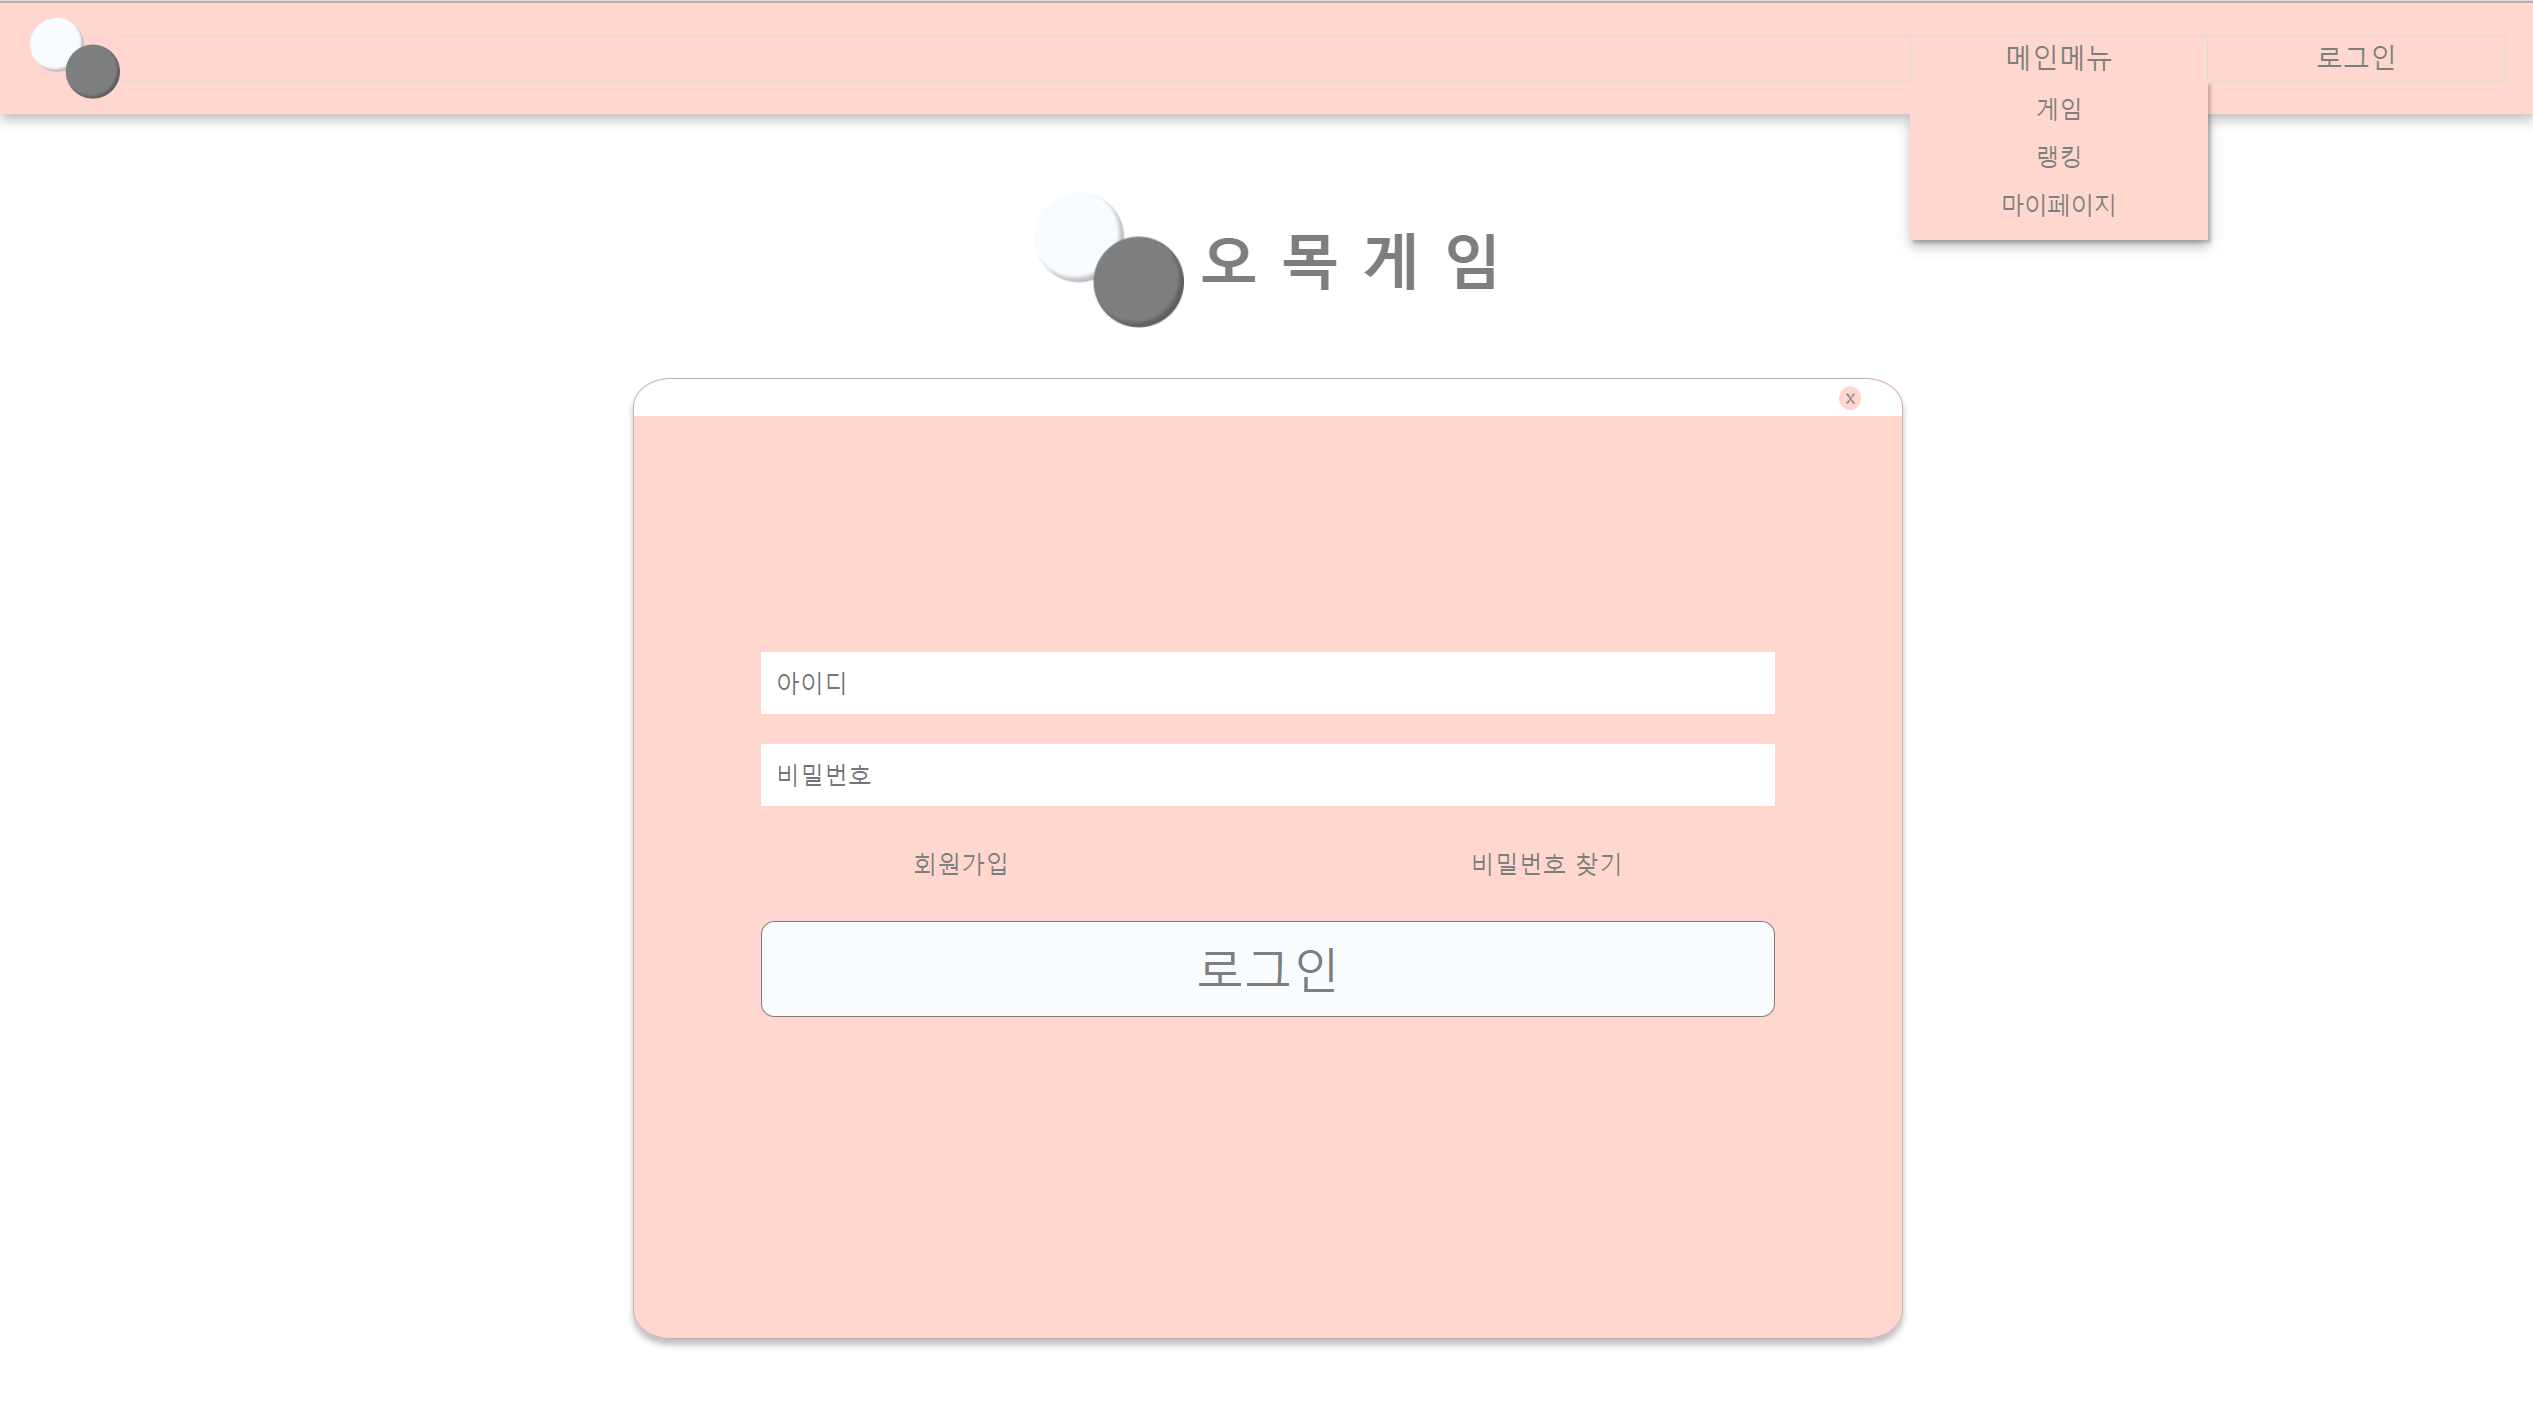 메인메뉴
로그인
게임
랭킹
마이페이지
오 목 게 임
x
아이디
비밀번호
회원가입
비밀번호 찾기
로그인